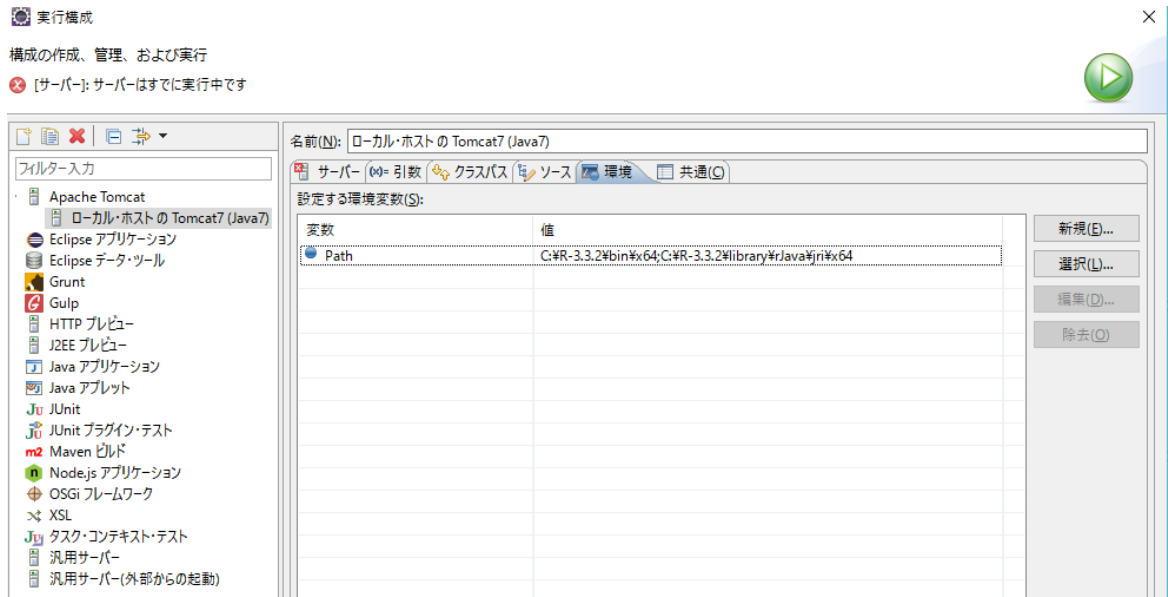 実行構成
構成の作成、管理、および実行
[サーバー]: サーバーはすでに実行中です
名前(N): ローカル・ホスト の Tomcat7 (Java7)
フィルター入力
サーバー (x)= 引数 クラスパス ソース 環境 共通(C)
Apache Tomcat
ローカル・ホスト の Tomcat7 (Java7)
Eclipse アプリケーション
Eclipse データ・ツール
Grunt
Gulp
HTTP プレビュー
J2EE プレビュー
Java アプリケーション
Java アプレット
JU JUnit
JUnit プラグイン・テスト
m2 Maven ビルド
Node.js アプリケーション
OSGi フレームワーク
XSL
JU タスク・コンテキスト・テスト
汎用サーバー
汎用サーバー(外部からの起動)
設定する環境変数(S):
変数 値
Path C:¥R-3.3.2¥bin¥x64;C:¥R-3.3.2¥library¥rJava¥jri¥x64
新規(E)...
選択(L)...
編集(D)...
除去(O)